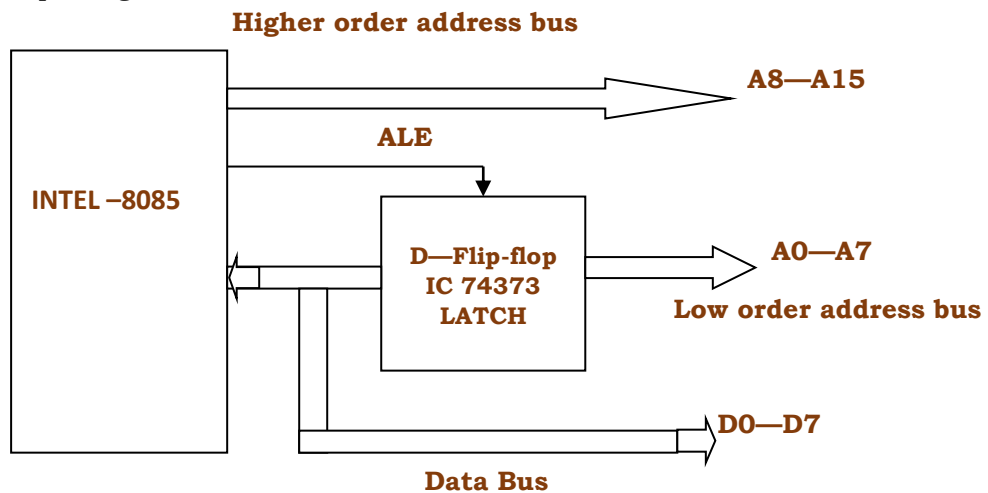 Higher order address bus
A8—A15
ALE
INTEL –8085
D—Flip-flop
IC 74373
LATCH
A0—A7
Low order address bus
D0—D7
Data Bus